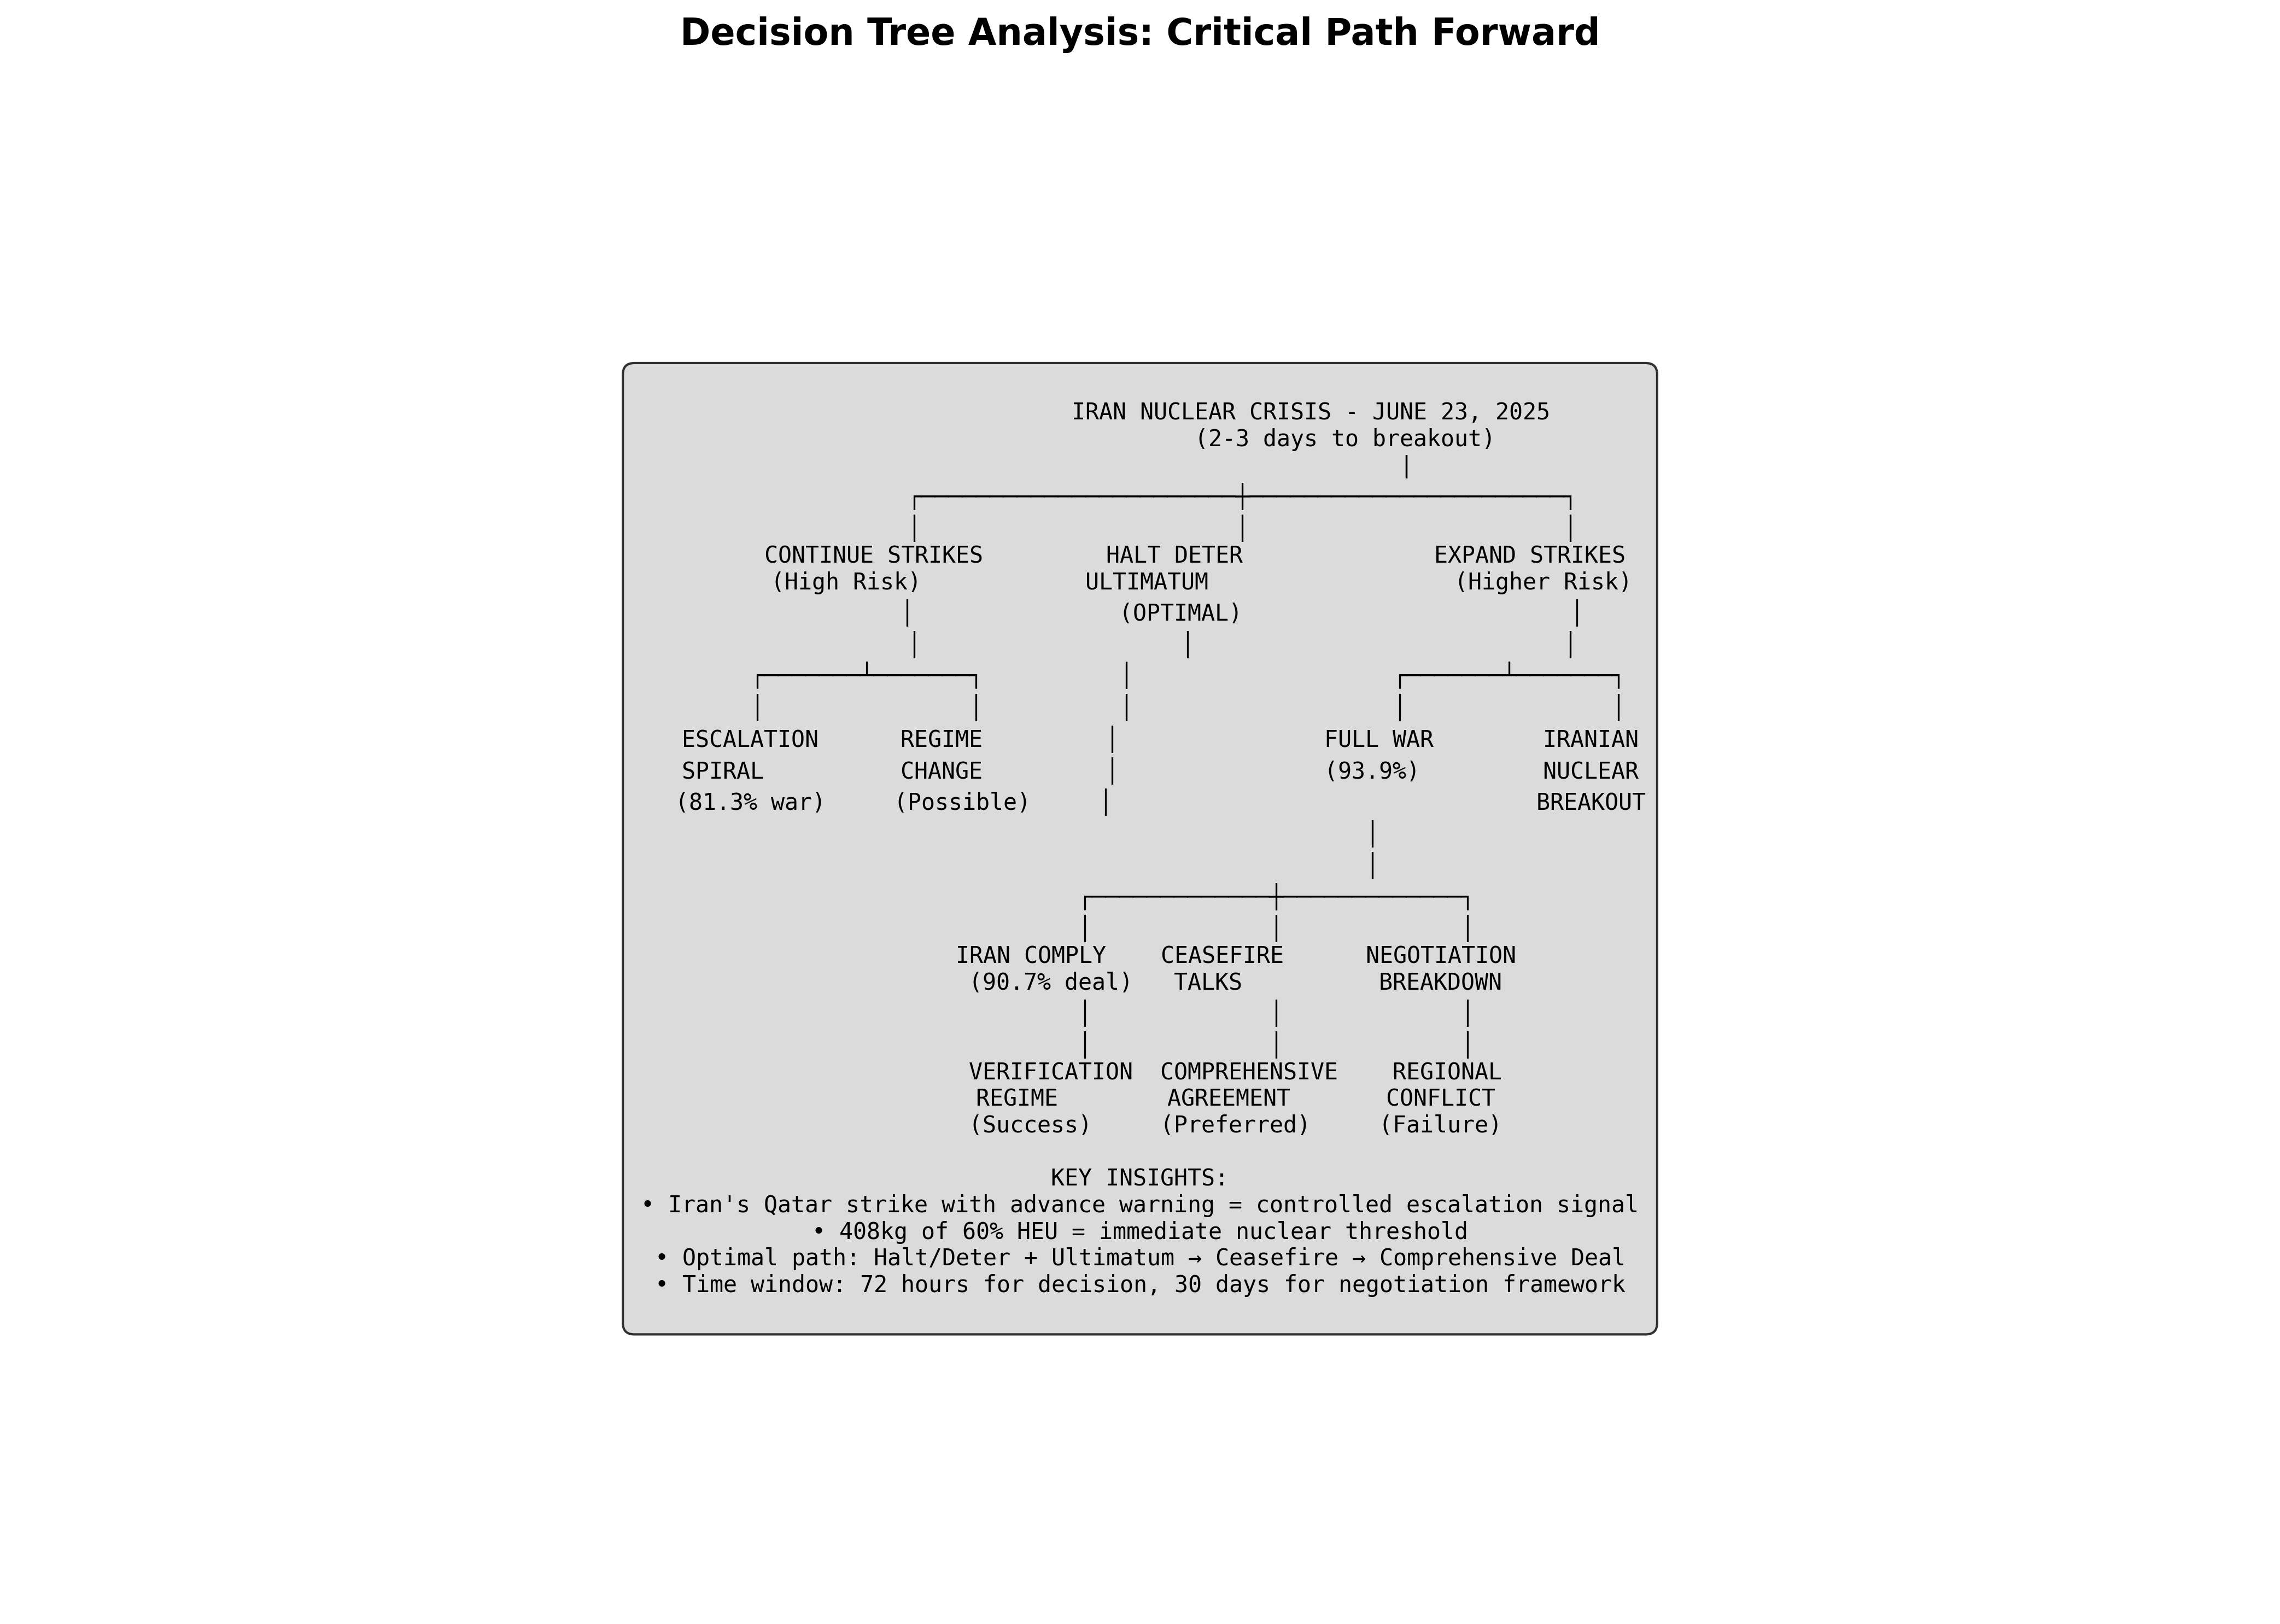 Decision Tree Analysis: Critical Path Forward
IRAN NUCLEAR CRISIS - JUNE 23, 2025
(2-3 days to breakout)
CONTINUE STRIKES HALT DETER EXPAND STRIKES
(High Risk) ULTIMATUM (Higher Risk)
(OPTIMAL)
ESCALATION REGIME FULL WAR IRANIAN
SPIRAL CHANGE (93.9%) NUCLEAR
(81.3% war) (Possible) BREAKOUT
IRAN COMPLY CEASEFIRE NEGOTIATION
(90.7% deal) TALKS BREAKDOWN
VERIFICATION COMPREHENSIVE REGIONAL
REGIME AGREEMENT CONFLICT
(Success) (Preferred) (Failure)
KEY INSIGHTS:
• Iran's Qatar strike with advance warning = controlled escalation signal
• 408kg of 60% HEU = immediate nuclear threshold
• Optimal path: Halt/Deter + Ultimatum → Ceasefire → Comprehensive Deal
• Time window: 72 hours for decision, 30 days for negotiation framework